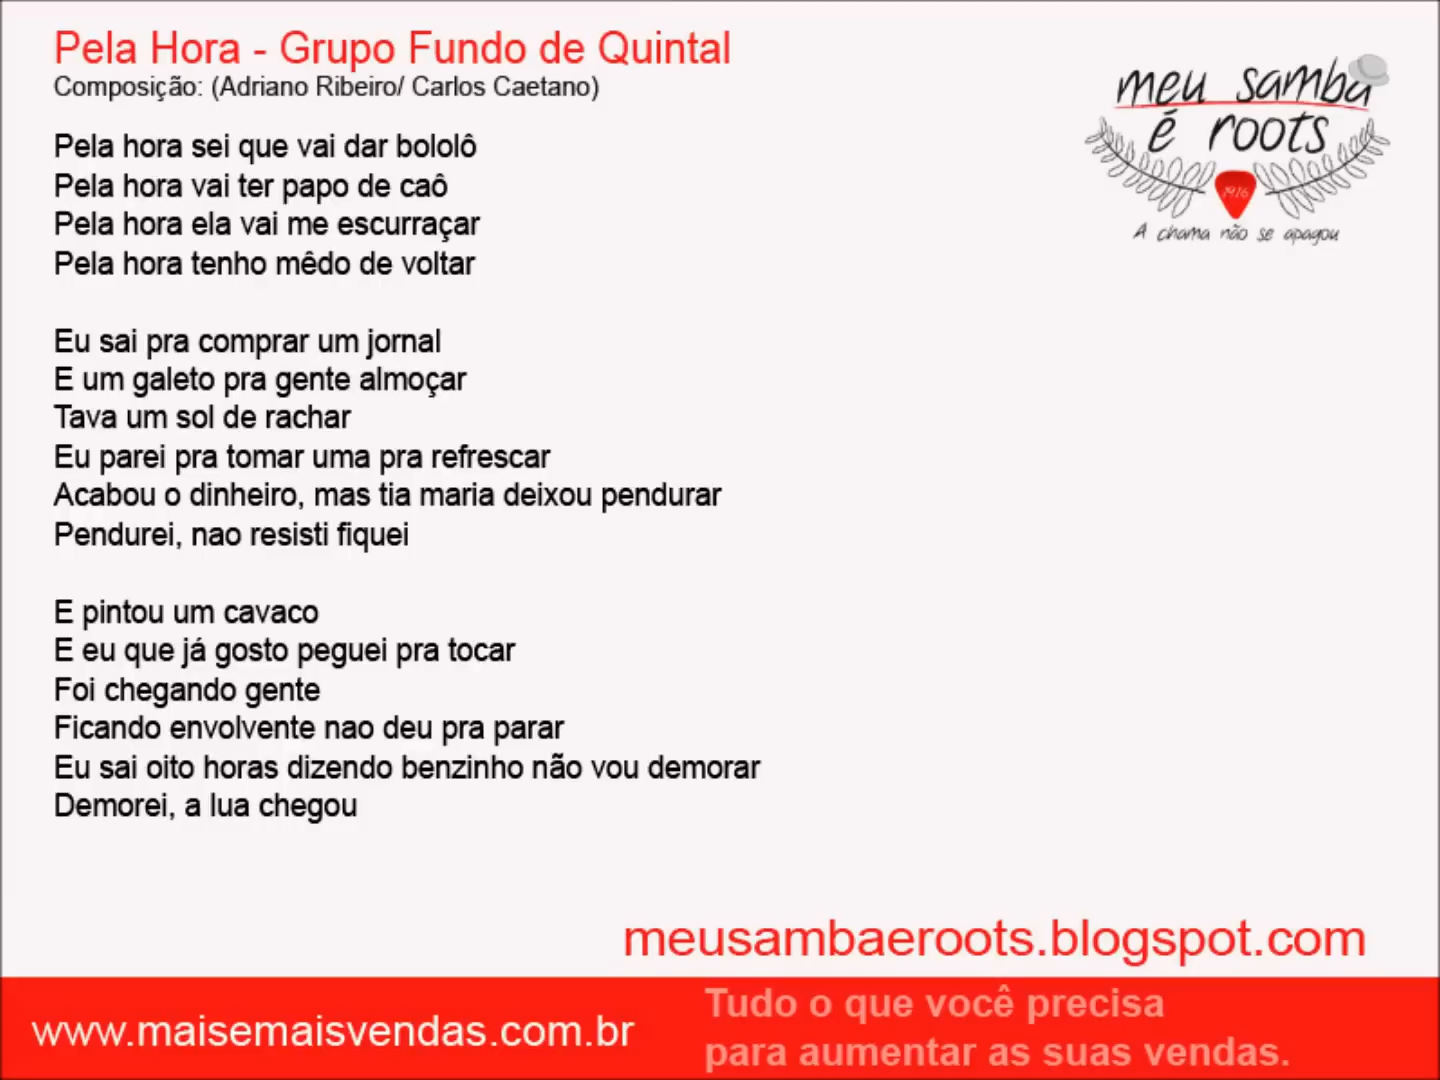 Pela Hora - Grupo Fundo de Quintal
Composição: (Adriano Ribeiro/ Carlos Caetano)
meu samba
é roots
1916
A chama não se apagou
Pela hora sei que vai dar bololô
Pela hora vai ter papo de caô
Pela hora ela vai me escurraçar
Pela hora tenho mêdo de voltar
Eu sai pra comprar um jornal
E um galeto pra gente almoçar
Tava um sol de rachar
Eu parei pra tomar uma pra refrescar
Acabou o dinheiro, mas tia maria deixou pendurar
Pendurei, nao resisti fiquei
E pintou um cavaco
E eu que já gosto peguei pra tocar
Foi chegando gente
Ficando envolvente nao deu pra parar
Eu sai oito horas dizendo benzinho não vou demorar
Demorei, a lua chegou
meusambaeroots.blogspot.com
www.maisemaisvendas.com.br
Tudo o que você precisa
para aumentar as suas vendas.